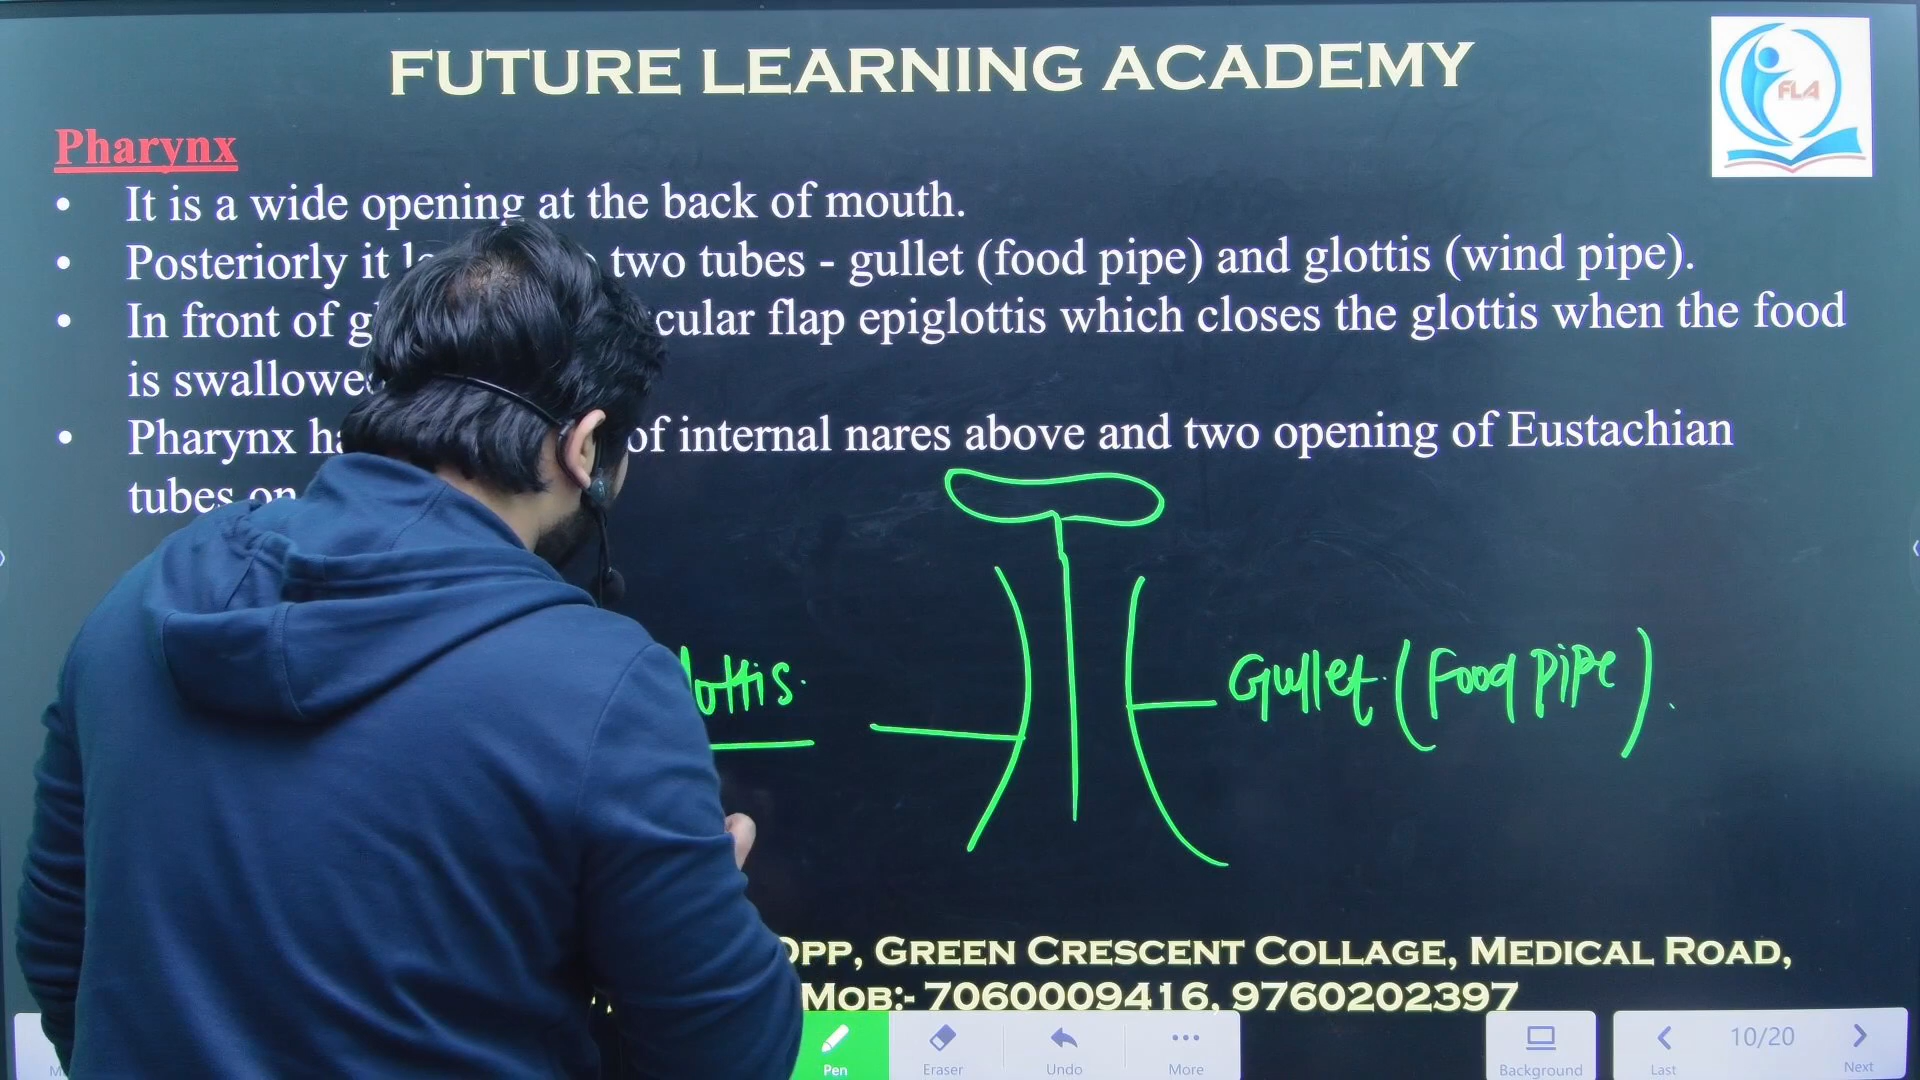 FUTURE LEARNING ACADEMY
FLA
Pharynx
• It is a wide opening at the back of mouth.
• Posteriorly it two tubes - gullet (food pipe) and glottis (wind pipe).
• In front of flap epiglottis which closes the glottis when the food
is
• Pharynx of internal nares above and two opening of Eustachian
tubes on
Gullet. (Food pipe).
OPP, GREEN CRESCENT COLLAGE, MEDICAL ROAD,
MOB:- 7060009416, 9760202397
Pen Eraser Undo More Background Last 10/20 Next